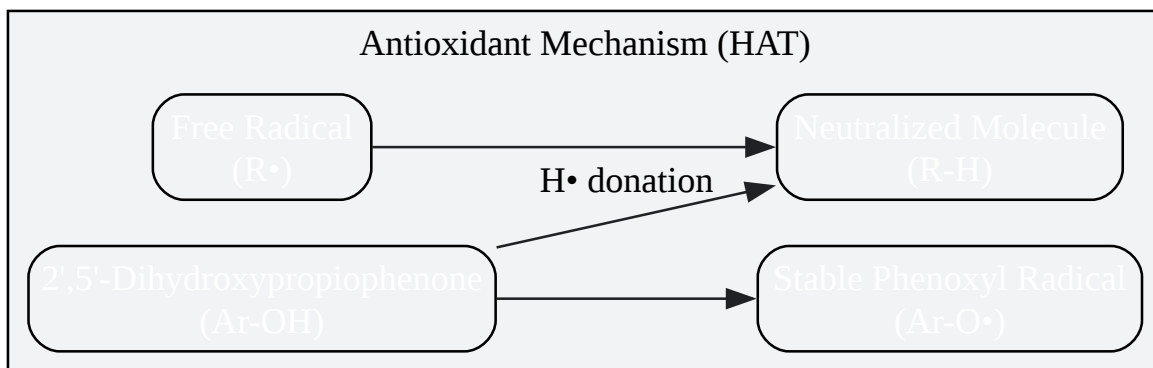 Antioxidant Mechanism (HAT)
Free Radical
(R•)
Neutralized Molecule
(R-H)
H• donation
2',5'-Dihydroxypropiophenone
(Ar-OH)
Stable Phenoxyl Radical
(Ar-O•)